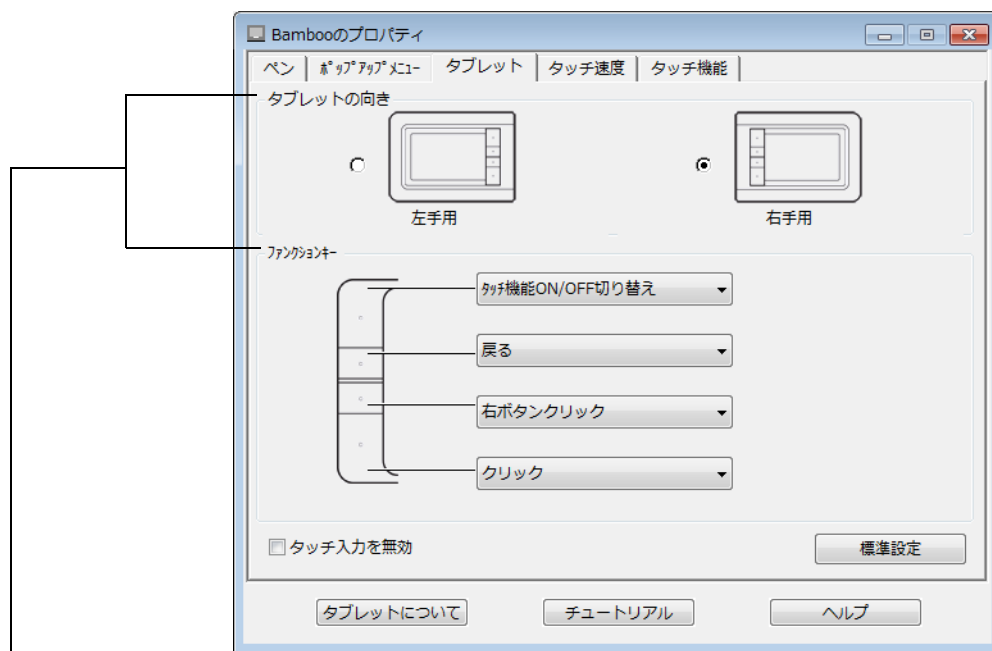 Bambooのプロパティ
ペン ﾎﾟｯﾌﾟｱｯﾌﾟﾒﾆｭｰ タブレット タッチ速度 タッチ機能
タブレットの向き
左手用 右手用
ﾌｧﾝｸｼｮﾝｷｰ
ﾀｯﾁ機能ON/OFF切り替え
戻る
右ボタンクリック
クリック
タッチ入力を無効 標準設定
タブレットについて チュートリアル ヘルプ